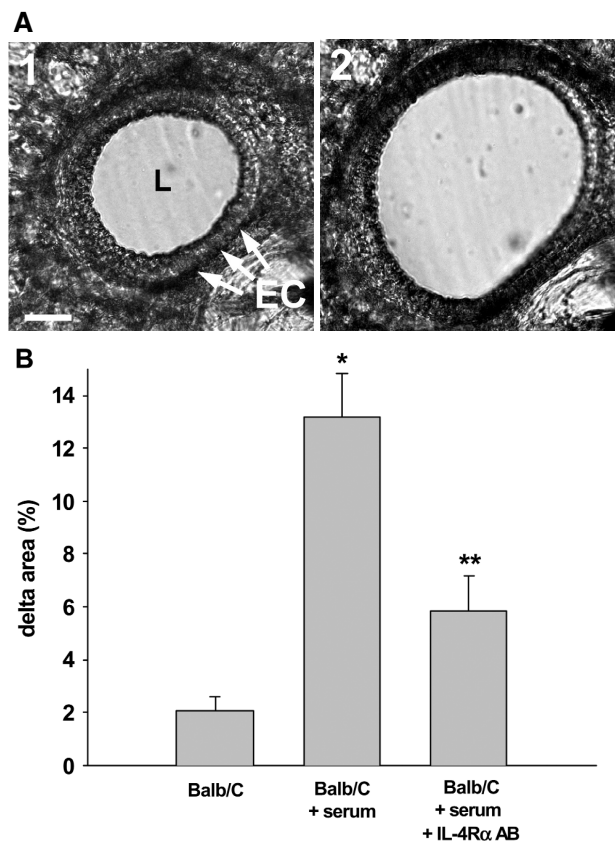 A
1
2
L
EC
B
14
12
10
8
6
4
2
0
delta area (%)
*
**
Balb/C
Balb/C
+ serum
Balb/C
+ serum
+ IL-4Rα AB